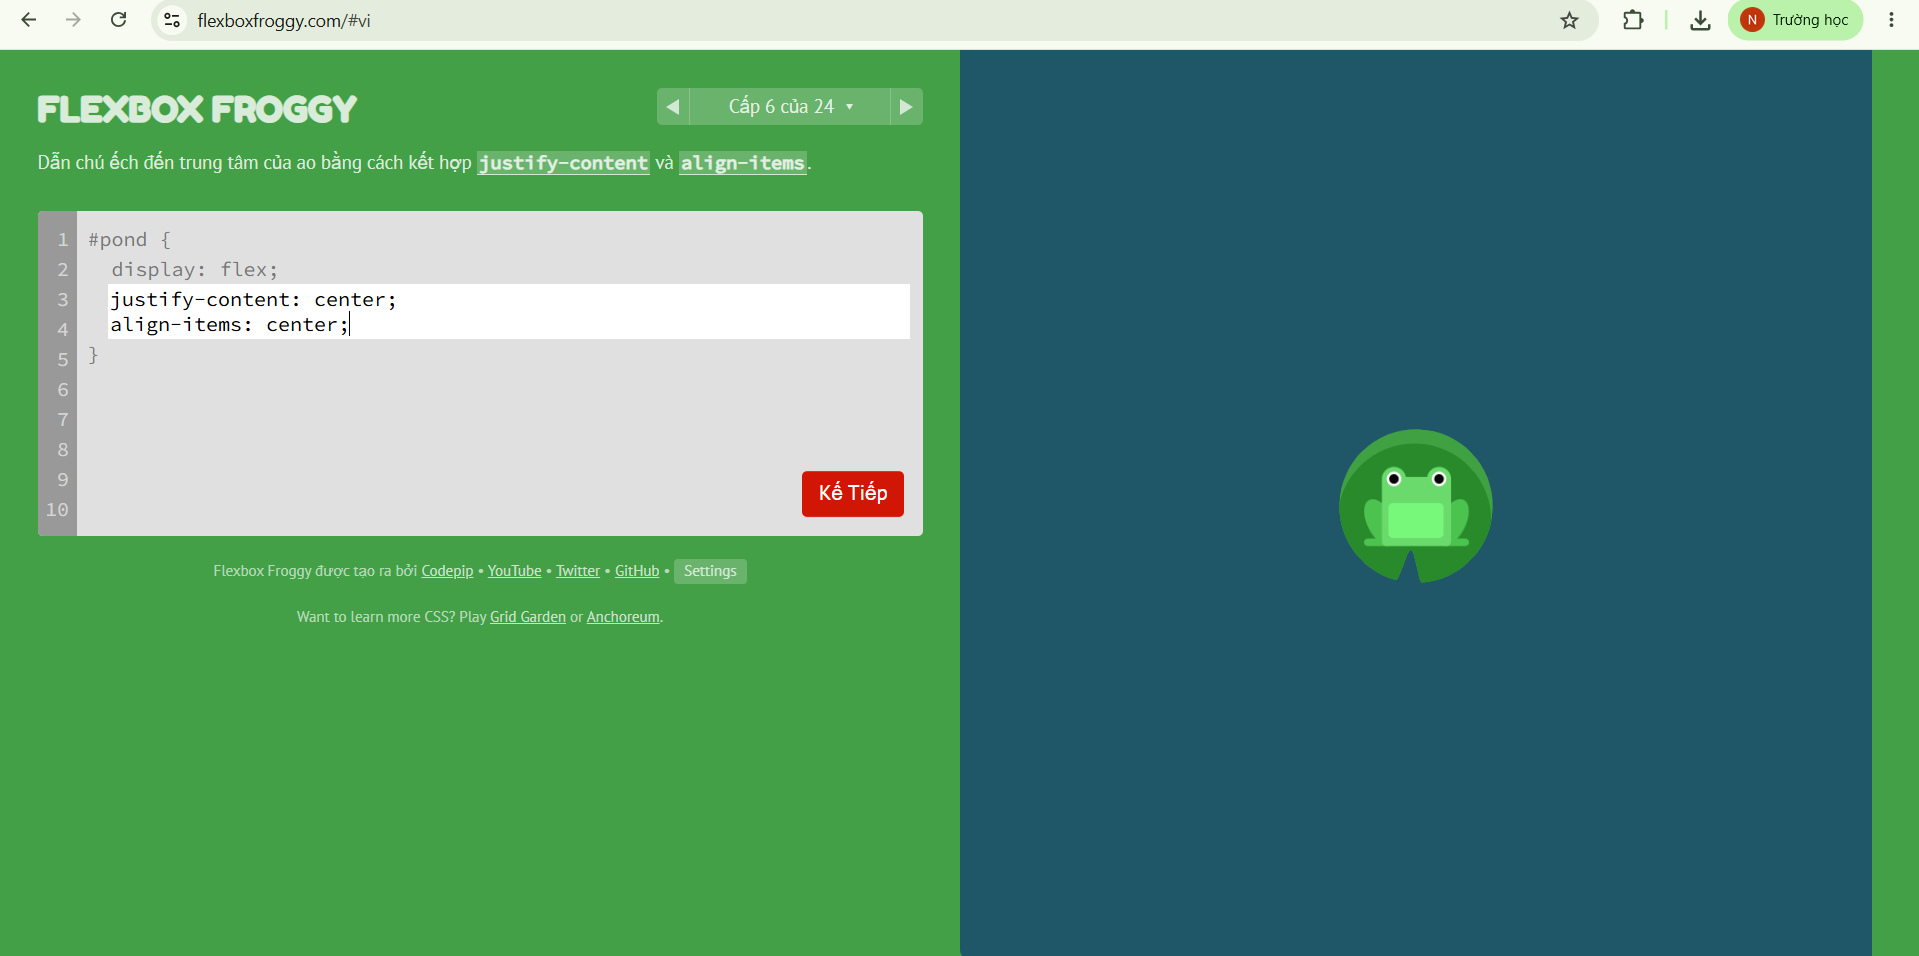 flexboxfroggy.com/#vi
N Trường học
FLEXBOX FROGGY
Cấp 6 của 24
Dẫn chú ếch đến trung tâm của ao bằng cách kết hợp justify-content và align-items.
1 #pond {
2 display: flex;
3 justify-content: center;
4 align-items: center;
5 }
6
7
8
9
10
Kế Tiếp
Flexbox Froggy được tạo ra bởi Codepip • YouTube • Twitter • GitHub • Settings
Want to learn more CSS? Play Grid Garden or Anchoreum.